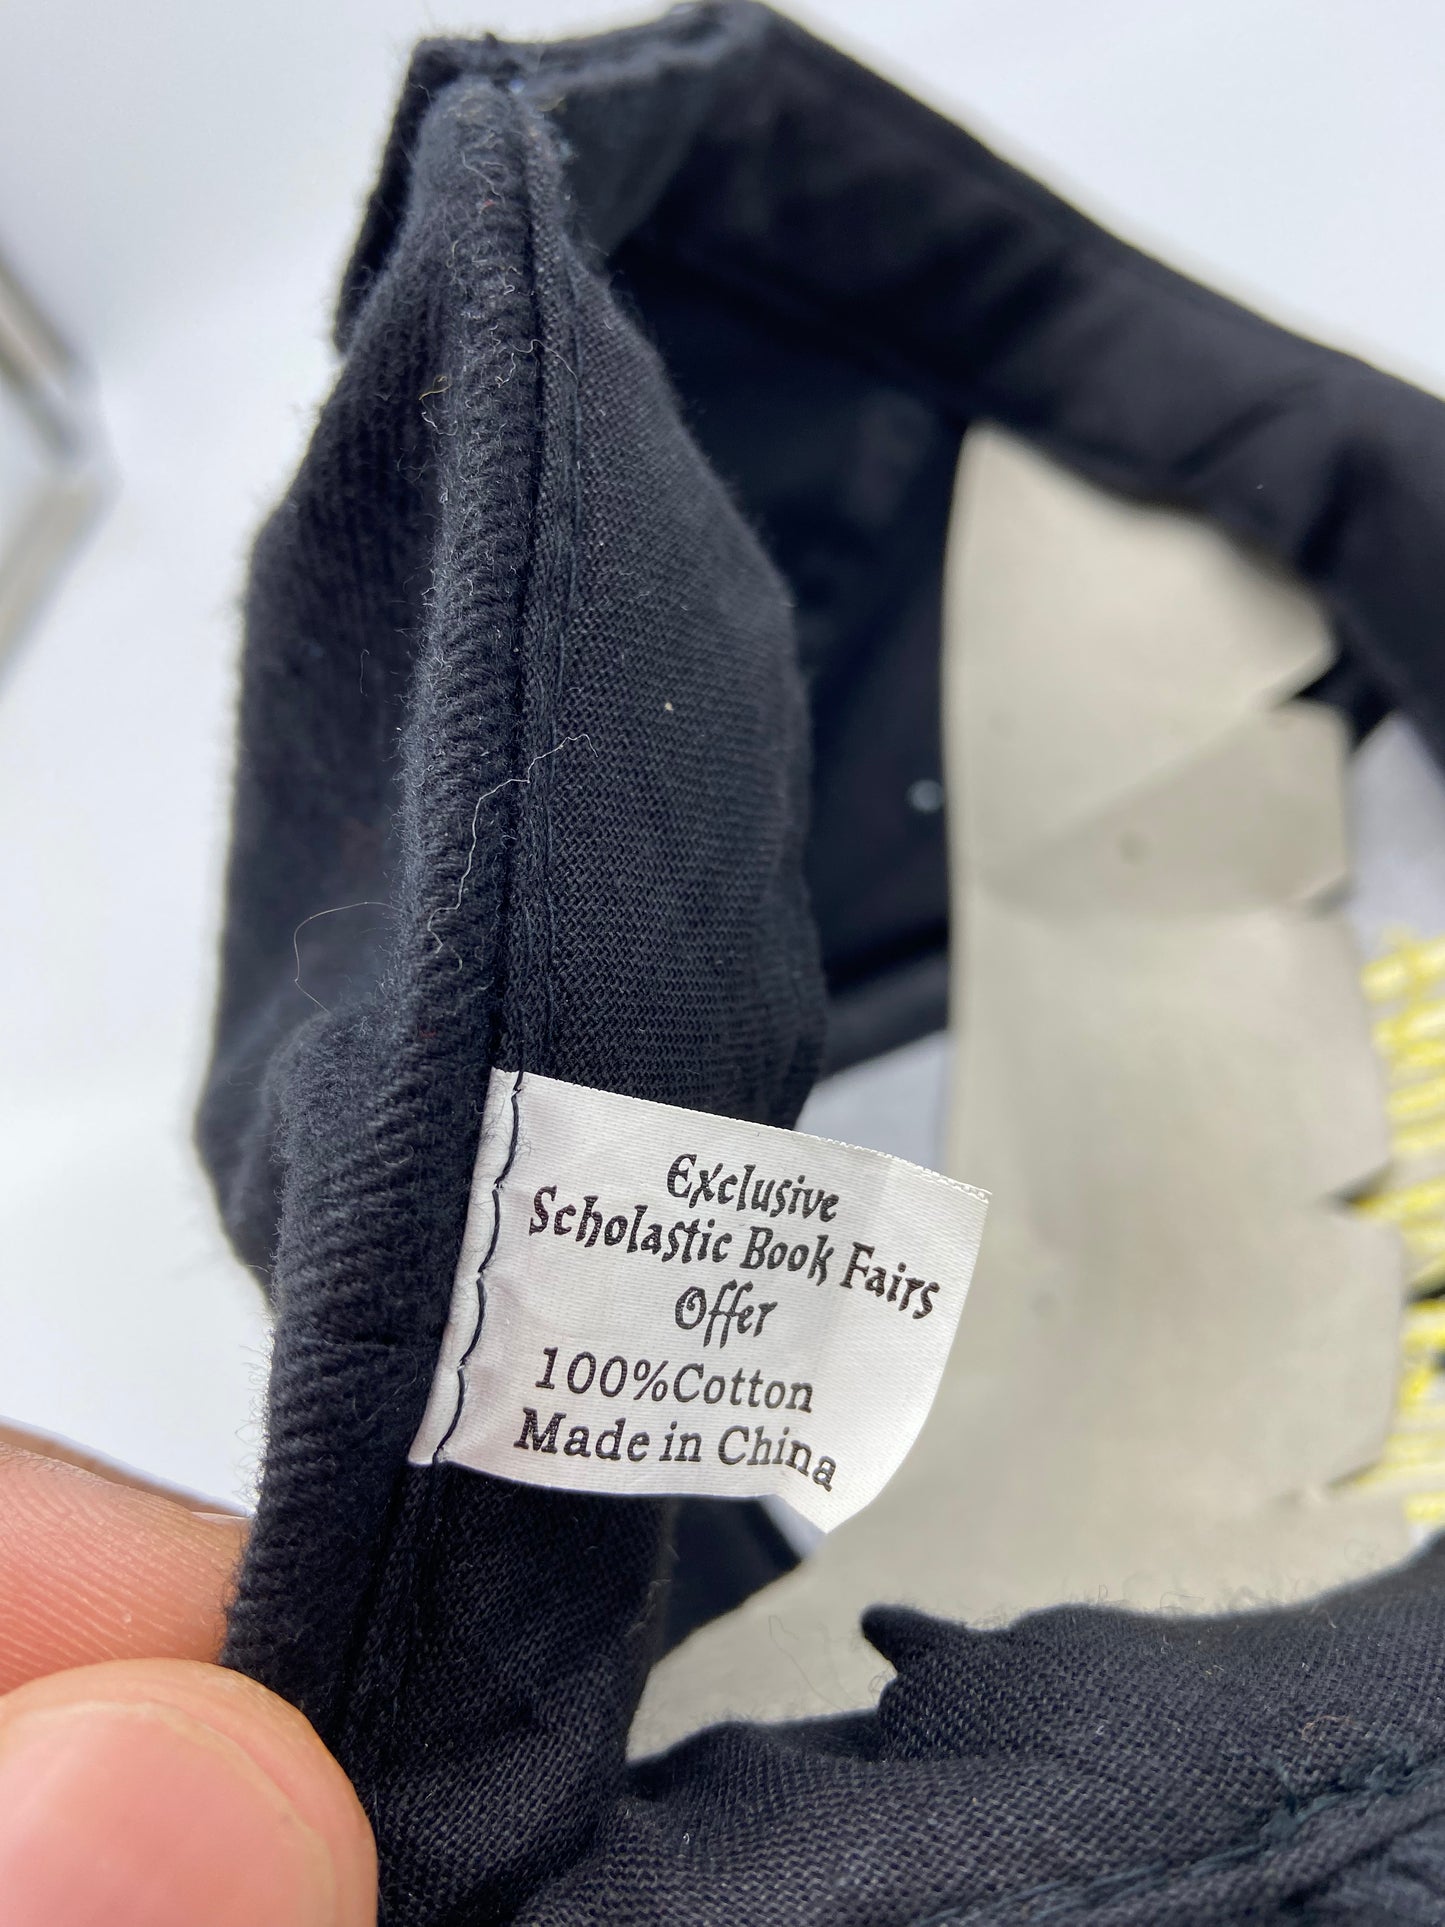 Exclusive
Scholastic Book Fairs
Offer
100%Cotton
Made in China